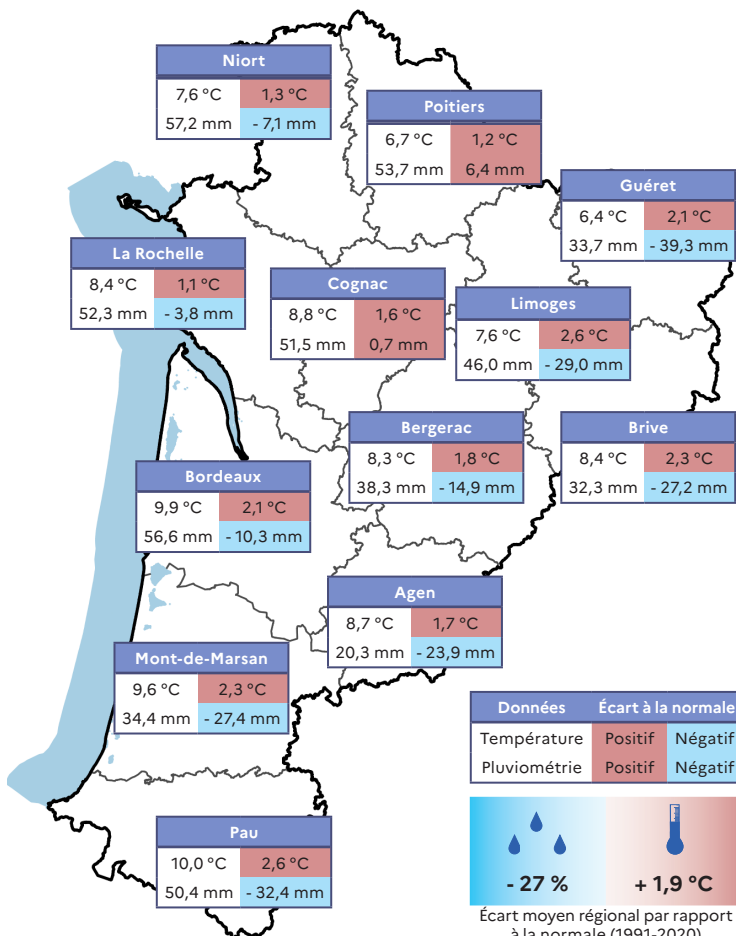 Niort
7,6 °C 1,3 °C
57,2 mm - 7,1 mm
Poitiers
6,7 °C 1,2 °C
53,7 mm 6,4 mm
Guéret
6,4 °C 2,1 °C
33,7 mm - 39,3 mm
La Rochelle
8,4 °C 1,1 °C
52,3 mm - 3,8 mm
Cognac
8,8 °C 1,6 °C
51,5 mm 0,7 mm
Limoges
7,6 °C 2,6 °C
46,0 mm - 29,0 mm
Bergerac
8,3 °C 1,8 °C
38,3 mm - 14,9 mm
Brive
8,4 °C 2,3 °C
32,3 mm - 27,2 mm
Bordeaux
9,9 °C 2,1 °C
56,6 mm - 10,3 mm
Agen
8,7 °C 1,7 °C
20,3 mm - 23,9 mm
Mont-de-Marsan
9,6 °C 2,3 °C
34,4 mm - 27,4 mm
Pau
10,0 °C 2,6 °C
50,4 mm - 32,4 mm
Données Écart à la normale
Température Positif Négatif
Pluviométrie Positif Négatif
- 27 % + 1,9 °C
Écart moyen régional par rapport
à la normale (1991-2020)